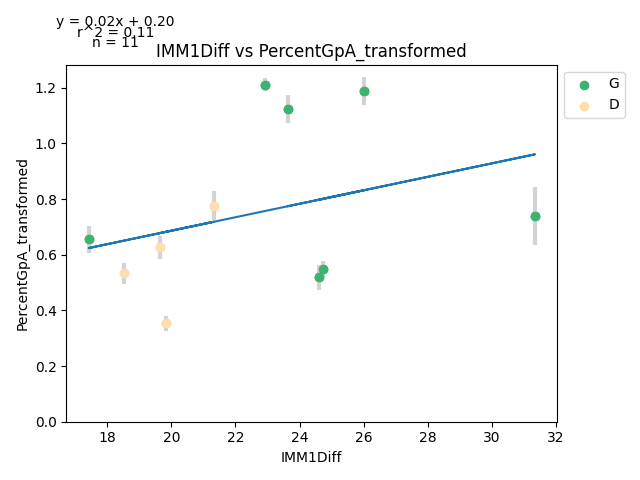 y = 0.02x + 0.20
r^2 = 0.11
n = 11
IMM1Diff vs PercentGpA_transformed
G
D
PercentGpA_transformed
1.2
1.0
0.8
0.6
0.4
0.2
0.0
18 20 22 24 26 28 30 32
IMM1Diff